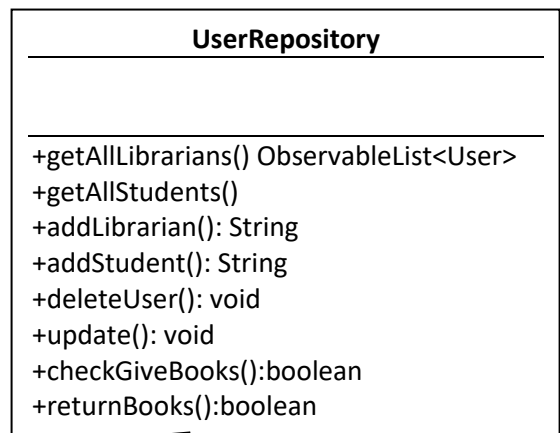 UserRepository
+getAllLibrarians() ObservableList<User>
+getAllStudents()
+addLibrarian(): String
+addStudent(): String
+deleteUser(): void
+update(): void
+checkGiveBooks():boolean
+returnBooks():boolean